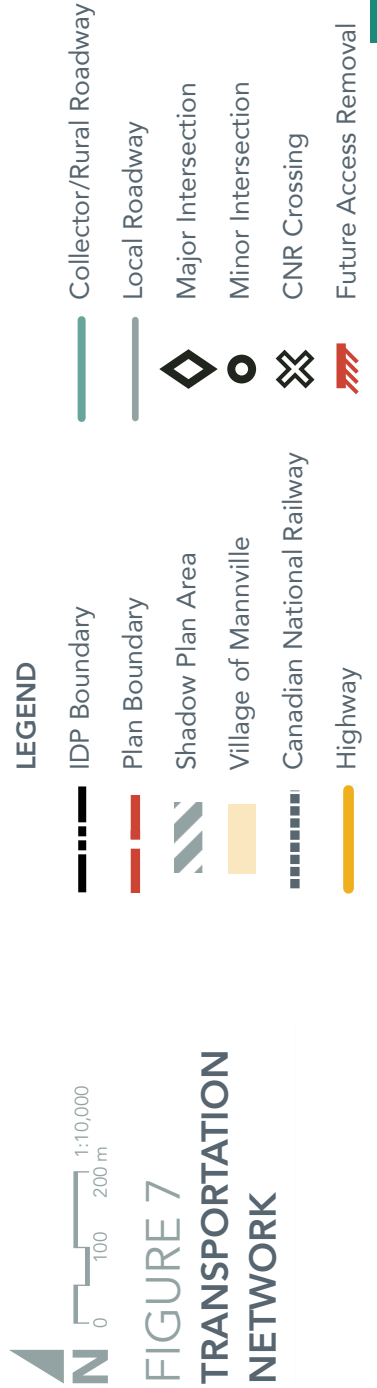 N
0 100 200 m 1:10,000
FIGURE 7
TRANSPORTATION
NETWORK
LEGEND
IDP Boundary
Plan Boundary
Shadow Plan Area
Village of Mannville
Canadian National Railway
Highway
Collector/Rural Roadway
Local Roadway
Major Intersection
Minor Intersection
CNR Crossing
Future Access Removal